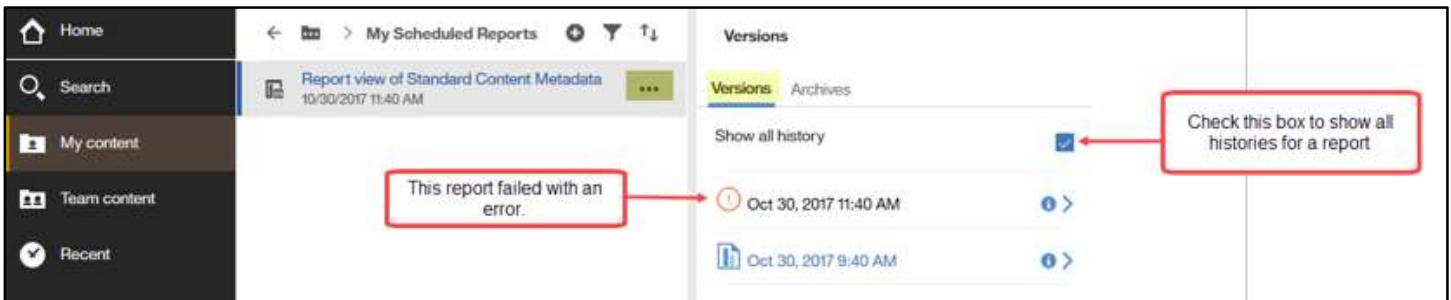 Home
Search
My content
Team content
Recent
My Scheduled Reports
Report view of Standard Content Metadata
10/30/2017 11:40 AM
Versions
Versions Archives
Show all history
Check this box to show all
histories for a report
This report failed with an
error.
Oct 30, 2017 11:40 AM
Oct 30, 2017 9:40 AM